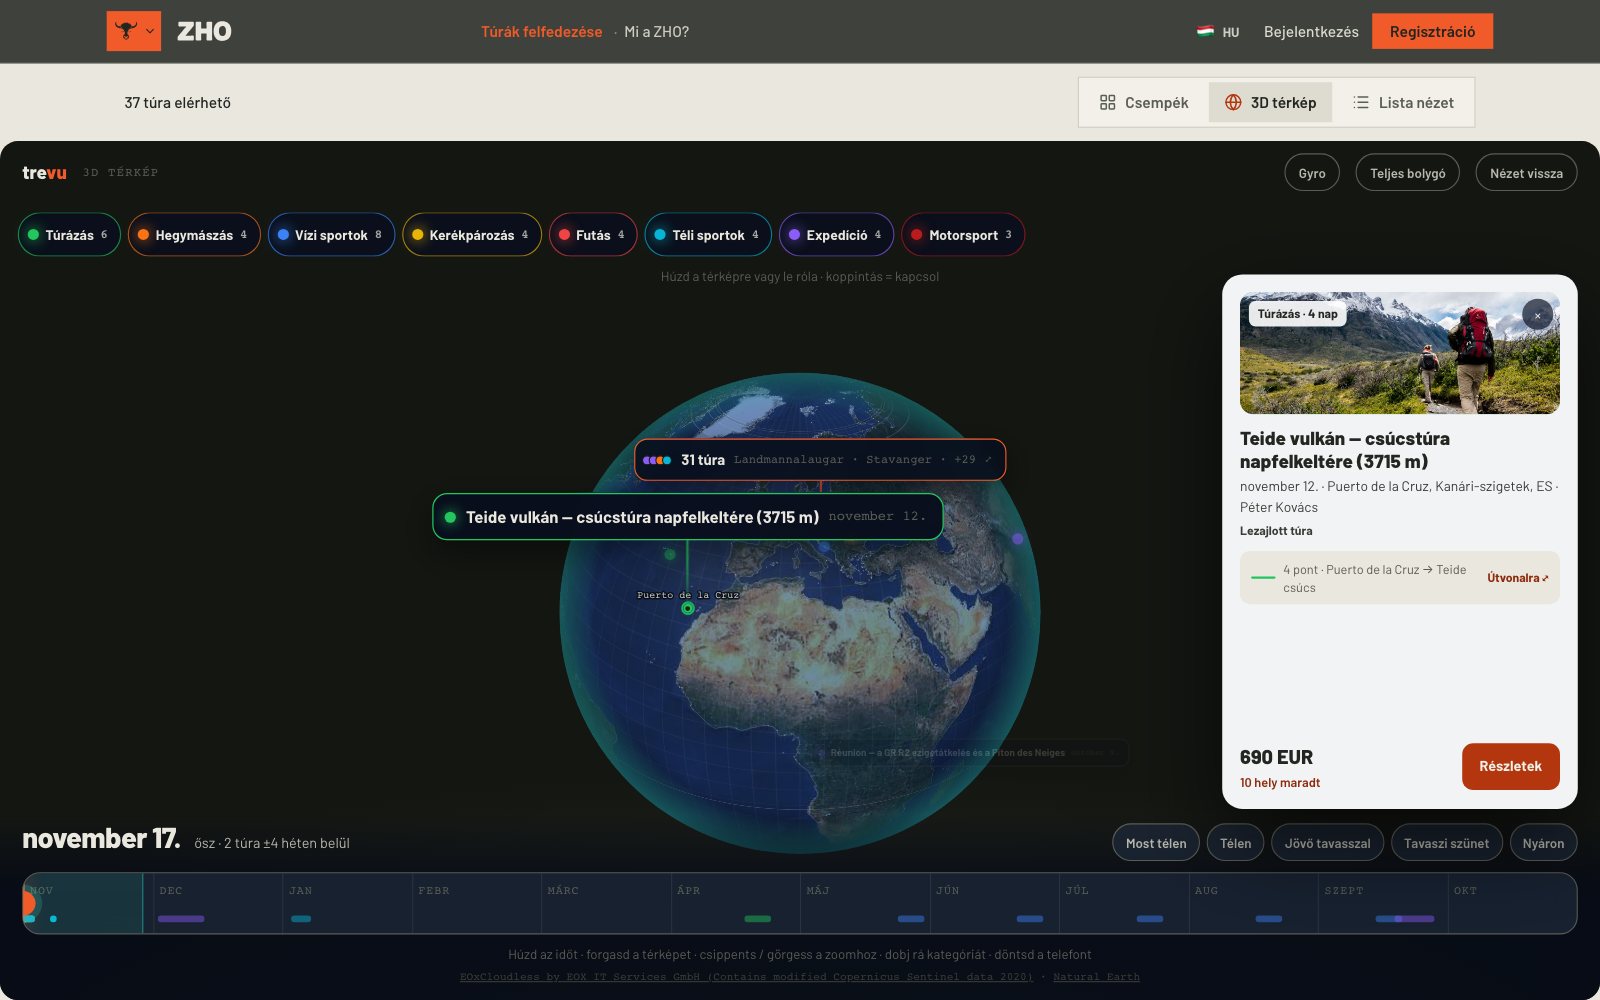 ZHO
Túrák felfedezése · Mi a ZHO?
HU
Bejelentkezés
Regisztráció
37 túra elérhető
Csempék
3D térkép
Lista nézet
trevu 3D TÉRKÉP
Gyro
Teljes bolygó
Nézet vissza
Túrázás 6
Hegymászás 4
Vízi sportok 8
Kerékpározás 4
Futás 4
Téli sportok 4
Expedíció 4
Motorsport 3
Húzd a térképre vagy le róla · koppintás = kapcsol
31 túra Landmannalaugar · Stavanger · +29 ⤢
Teide vulkán – csúcstúra napfelkeltére (3715 m) november 12.
Puerto de la Cruz
Réunion – a GR R2 és a Piton des Neiges
Túrázás · 4 nap
×
Teide vulkán – csúcstúra
napfelkeltére (3715 m)
november 12. · Puerto de la Cruz, Kanári-szigetek, ES ·
Péter Kovács
Lezajlott túra
4 pont · Puerto de la Cruz → Teide
csúcs
Útvonalra ⤢
690 EUR
10 hely maradt
Részletek
november 17. ősz · 2 túra ±4 héten belül
Most télen
Télen
Jövő tavasszal
Tavaszi szünet
Nyáron
NOV DEC JAN FEBR MÁRC ÁPR MÁJ JÚN JÚL AUG SZEPT OKT
Húzd az időt · forgasd a térképet · csippents / görgess a zoomhoz · dobj rá kategóriát · döntsd a telefont
EOxCloudless by EOX IT Services GmbH (Contains modified Copernicus Sentinel data 2020) · Natural Earth